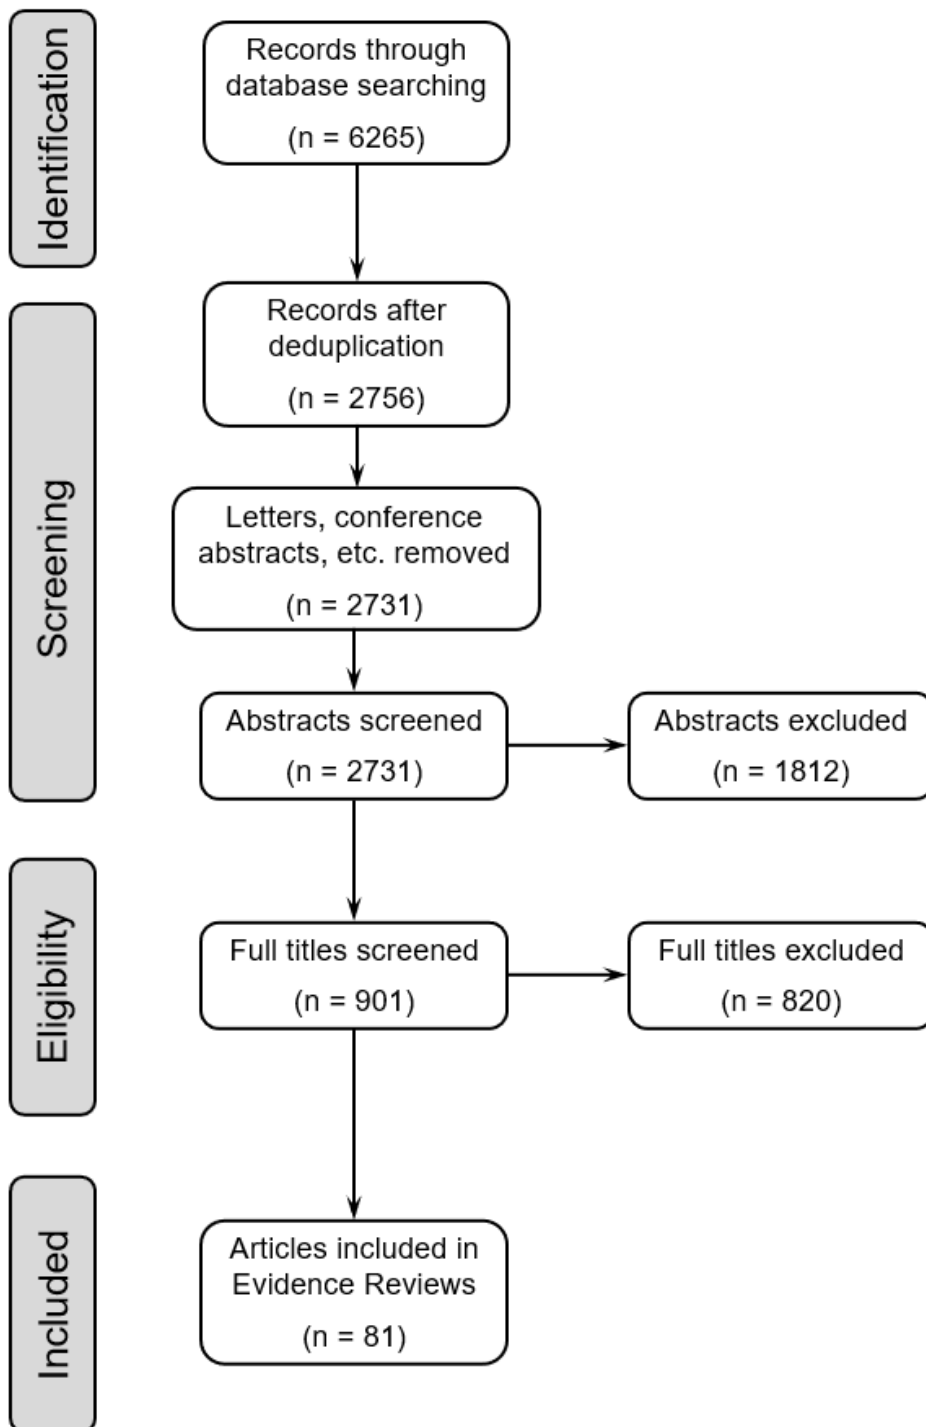 Identification
Records through
database searching
(n = 6265)
Screening
Records after
deduplication
(n = 2756)
Letters, conference
abstracts, etc. removed
(n = 2731)
Abstracts screened
(n = 2731)
Abstracts excluded
(n = 1812)
Eligibility
Full titles screened
(n = 901)
Full titles excluded
(n = 820)
Included
Articles included in
Evidence Reviews
(n = 81)